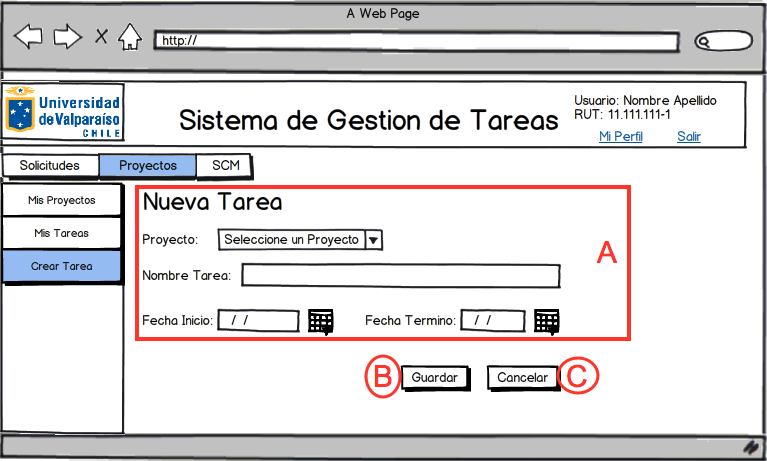 A Web Page
http://
Universidad
de Valparaíso
CHILE
Sistema de Gestion de Tareas
Usuario: Nombre Apellido
RUT: 11.111.111-1
Mi Perfil Salir
Solicitudes Proyectos SCM
Mis Proyectos
Mis Tareas
Crear Tarea
Nueva Tarea
Proyecto: Seleccione un Proyecto
Nombre Tarea:
A
Fecha Inicio: / / Fecha Termino: / /
B Guardar Cancelar C